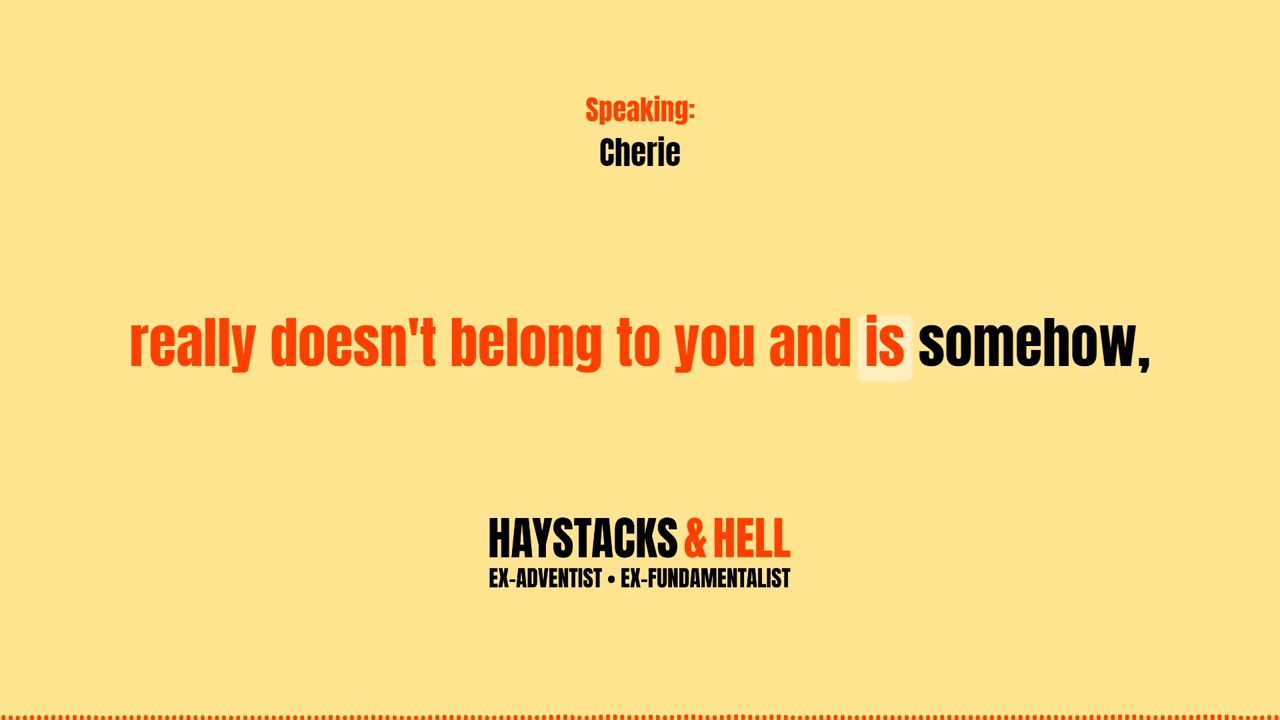 Speaking:
Cherie
really doesn't belong to you and is somehow,
HAYSTACKS & HELL
EX-ADVENTIST • EX-FUNDAMENTALIST